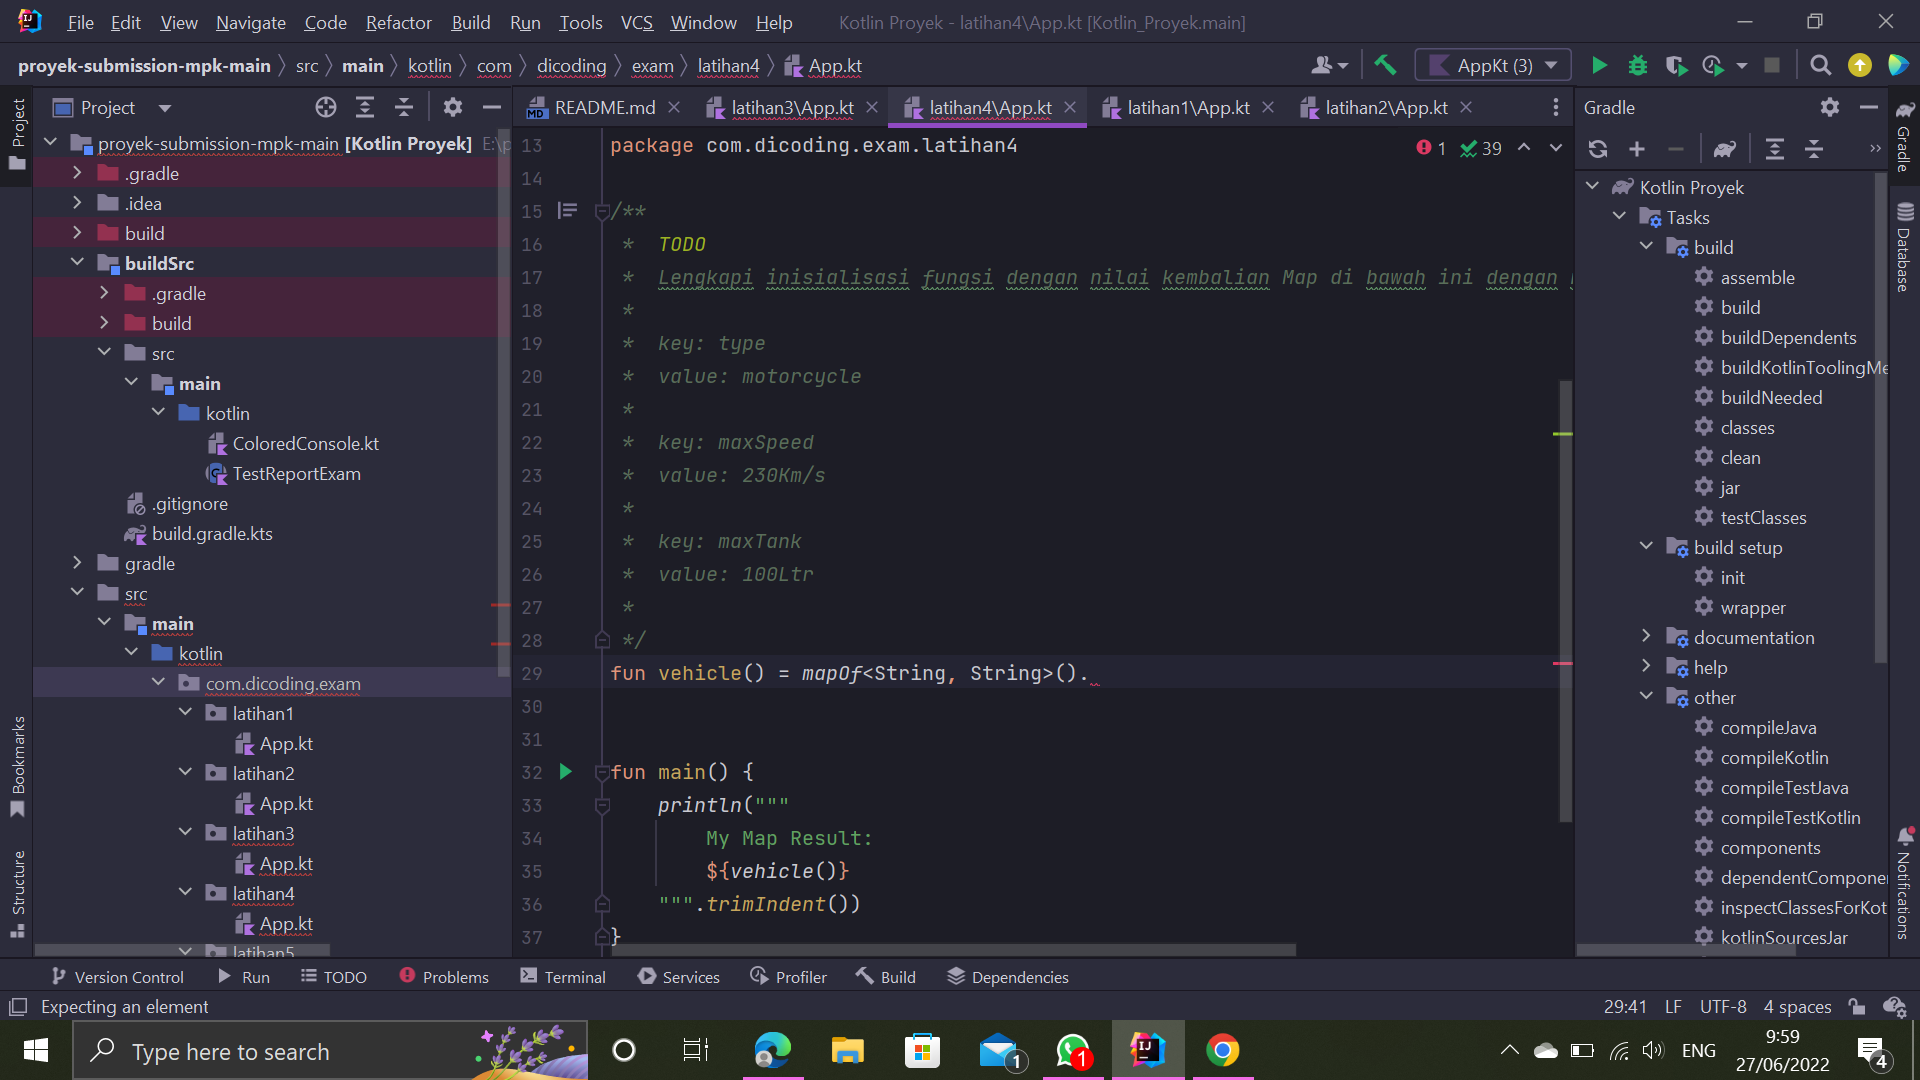 File Edit View Navigate Code Refactor Build Run Tools VCS Window Help Kotlin Proyek - latihan4\App.kt [Kotlin_Proyek.main]
proyek-submission-mpk-main src main kotlin com dicoding exam latihan4 App.kt AppKt (3)
Project
README.md latihan3\App.kt latihan4\App.kt latihan1\App.kt latihan2\App.kt
Gradle
Project
Bookmarks
Structure
proyek-submission-mpk-main [Kotlin Proyek] E:\p
.gradle
.idea
build
buildSrc
.gradle
build
src
main
kotlin
ColoredConsole.kt
TestReportExam
.gitignore
build.gradle.kts
gradle
src
main
kotlin
com.dicoding.exam
latihan1
App.kt
latihan2
App.kt
latihan3
App.kt
latihan4
App.kt
latihan5
1 39
13 package com.dicoding.exam.latihan4
14
15 /**
16 * TODO
17 * Lengkapi inisialisasi fungsi dengan nilai kembalian Map di bawah ini dengan
18 *
19 * key: type
20 * value: motorcycle
21 *
22 * key: maxSpeed
23 * value: 230Km/s
24 *
25 * key: maxTank
26 * value: 100Ltr
27 *
28 */
29 fun vehicle() = mapOf<String, String>().
30
31
32 fun main() {
33 println("""
34 My Map Result:
35 ${vehicle()}
36 """.trimIndent())
37 }
Kotlin Proyek
Tasks
build
assemble
build
buildDependents
buildKotlinToolingMe
buildNeeded
classes
clean
jar
testClasses
build setup
init
wrapper
documentation
help
other
compileJava
compileKotlin
compileTestJava
compileTestKotlin
components
dependentCompone
inspectClassesForKot
kotlinSourcesJar
Gradle
Database
Notifications
Version Control Run TODO Problems Terminal Services Profiler Build Dependencies
Expecting an element 29:41 LF UTF-8 4 spaces
Type here to search 1 1 IJ ENG 9:59
27/06/2022 4